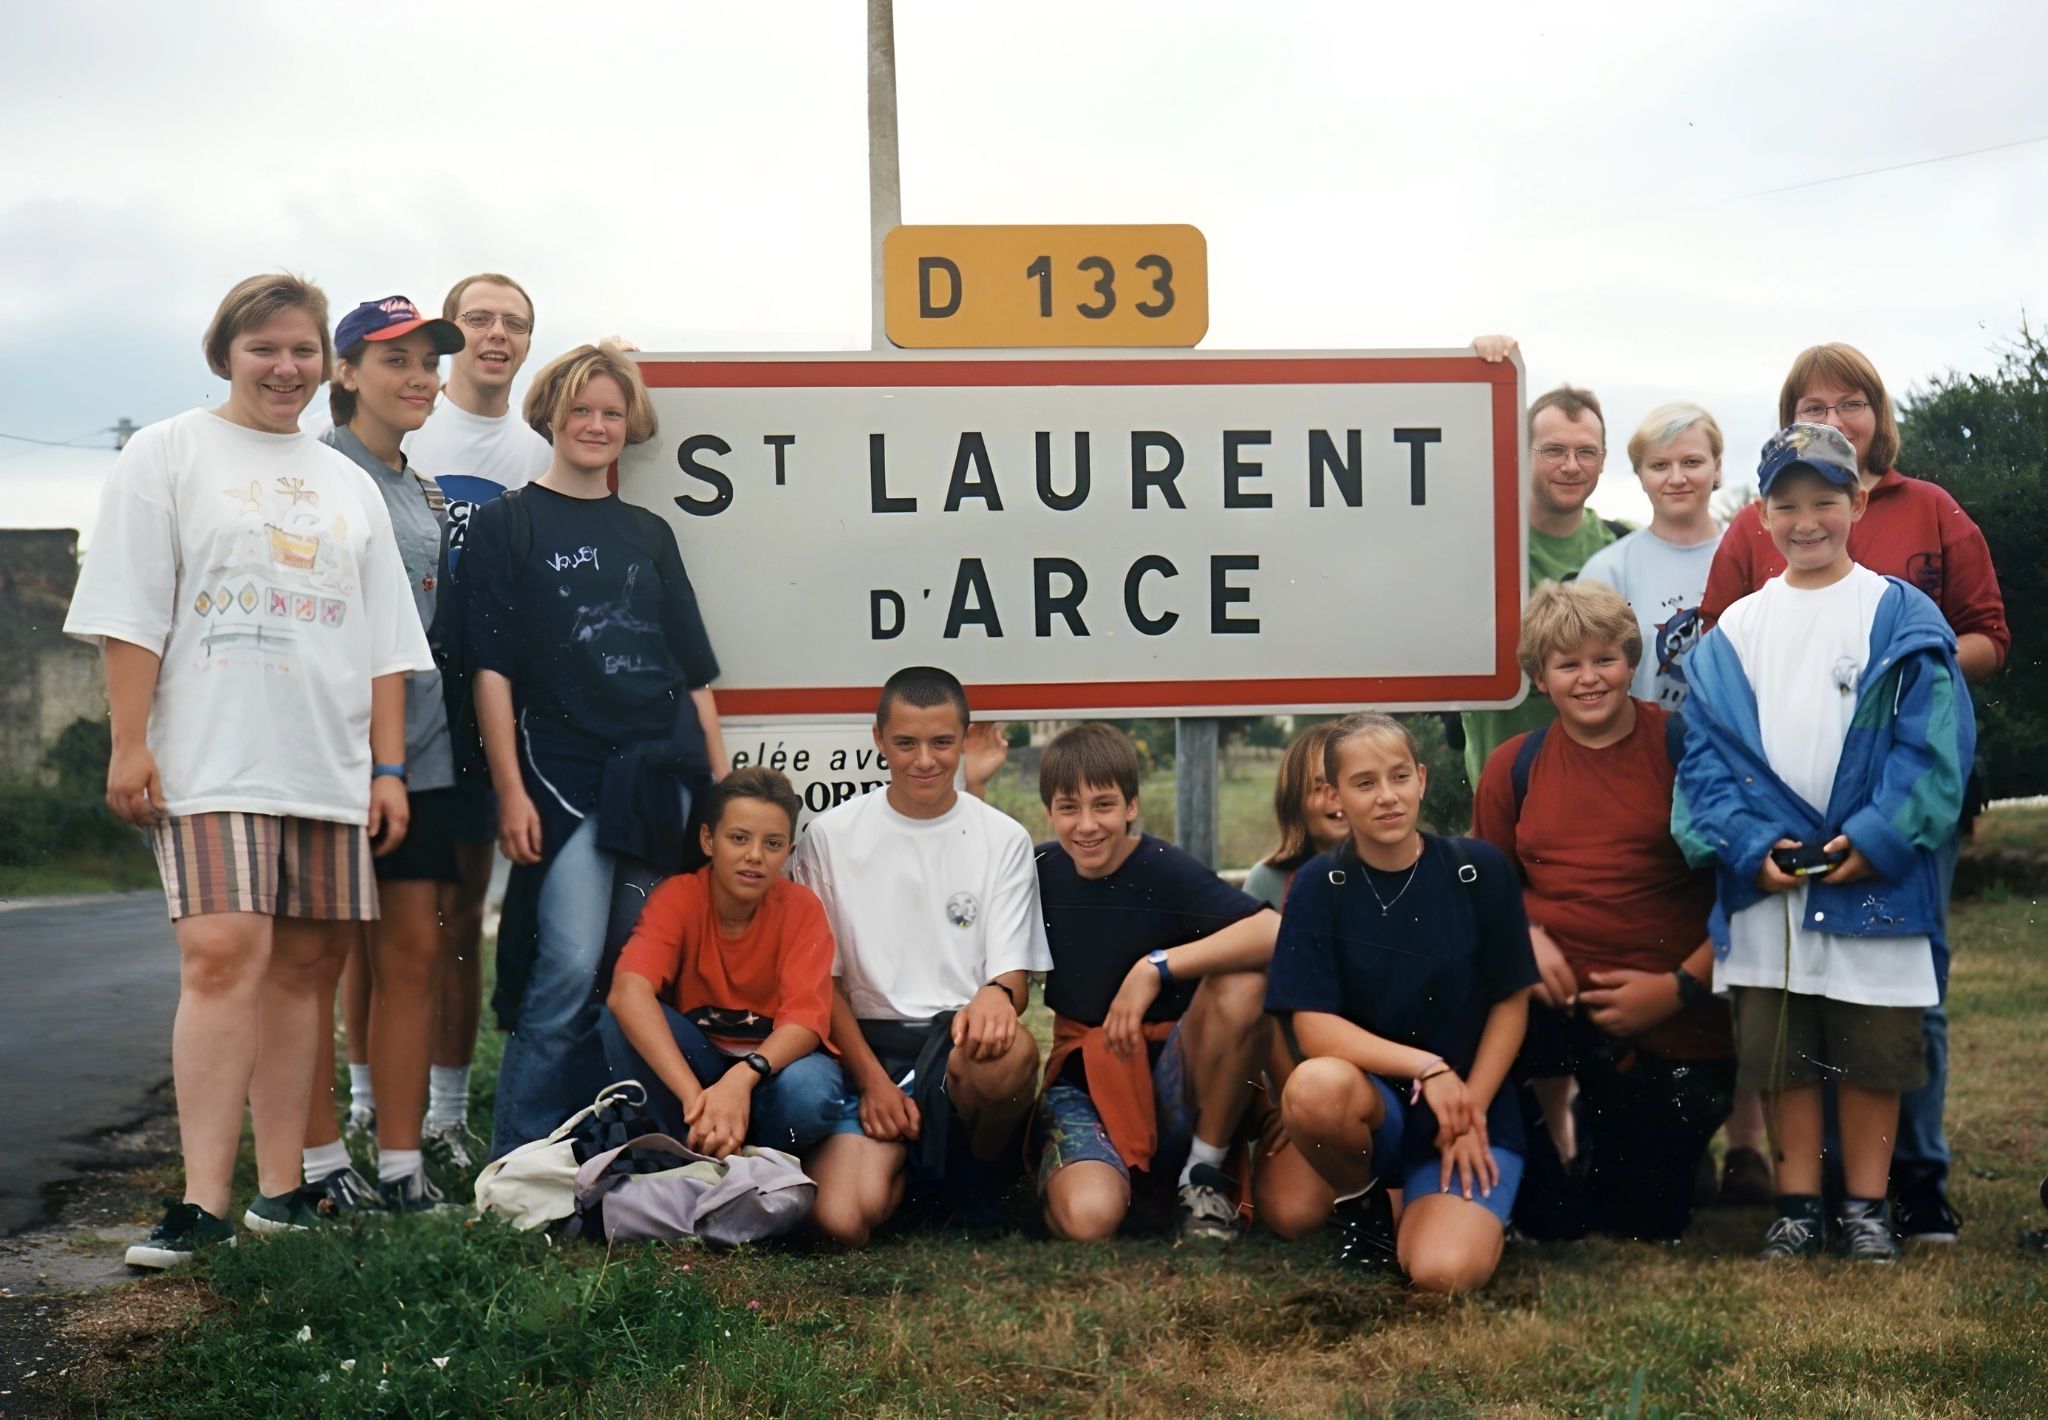 D 133
ST LAURENT
D'ARCE
elée ave